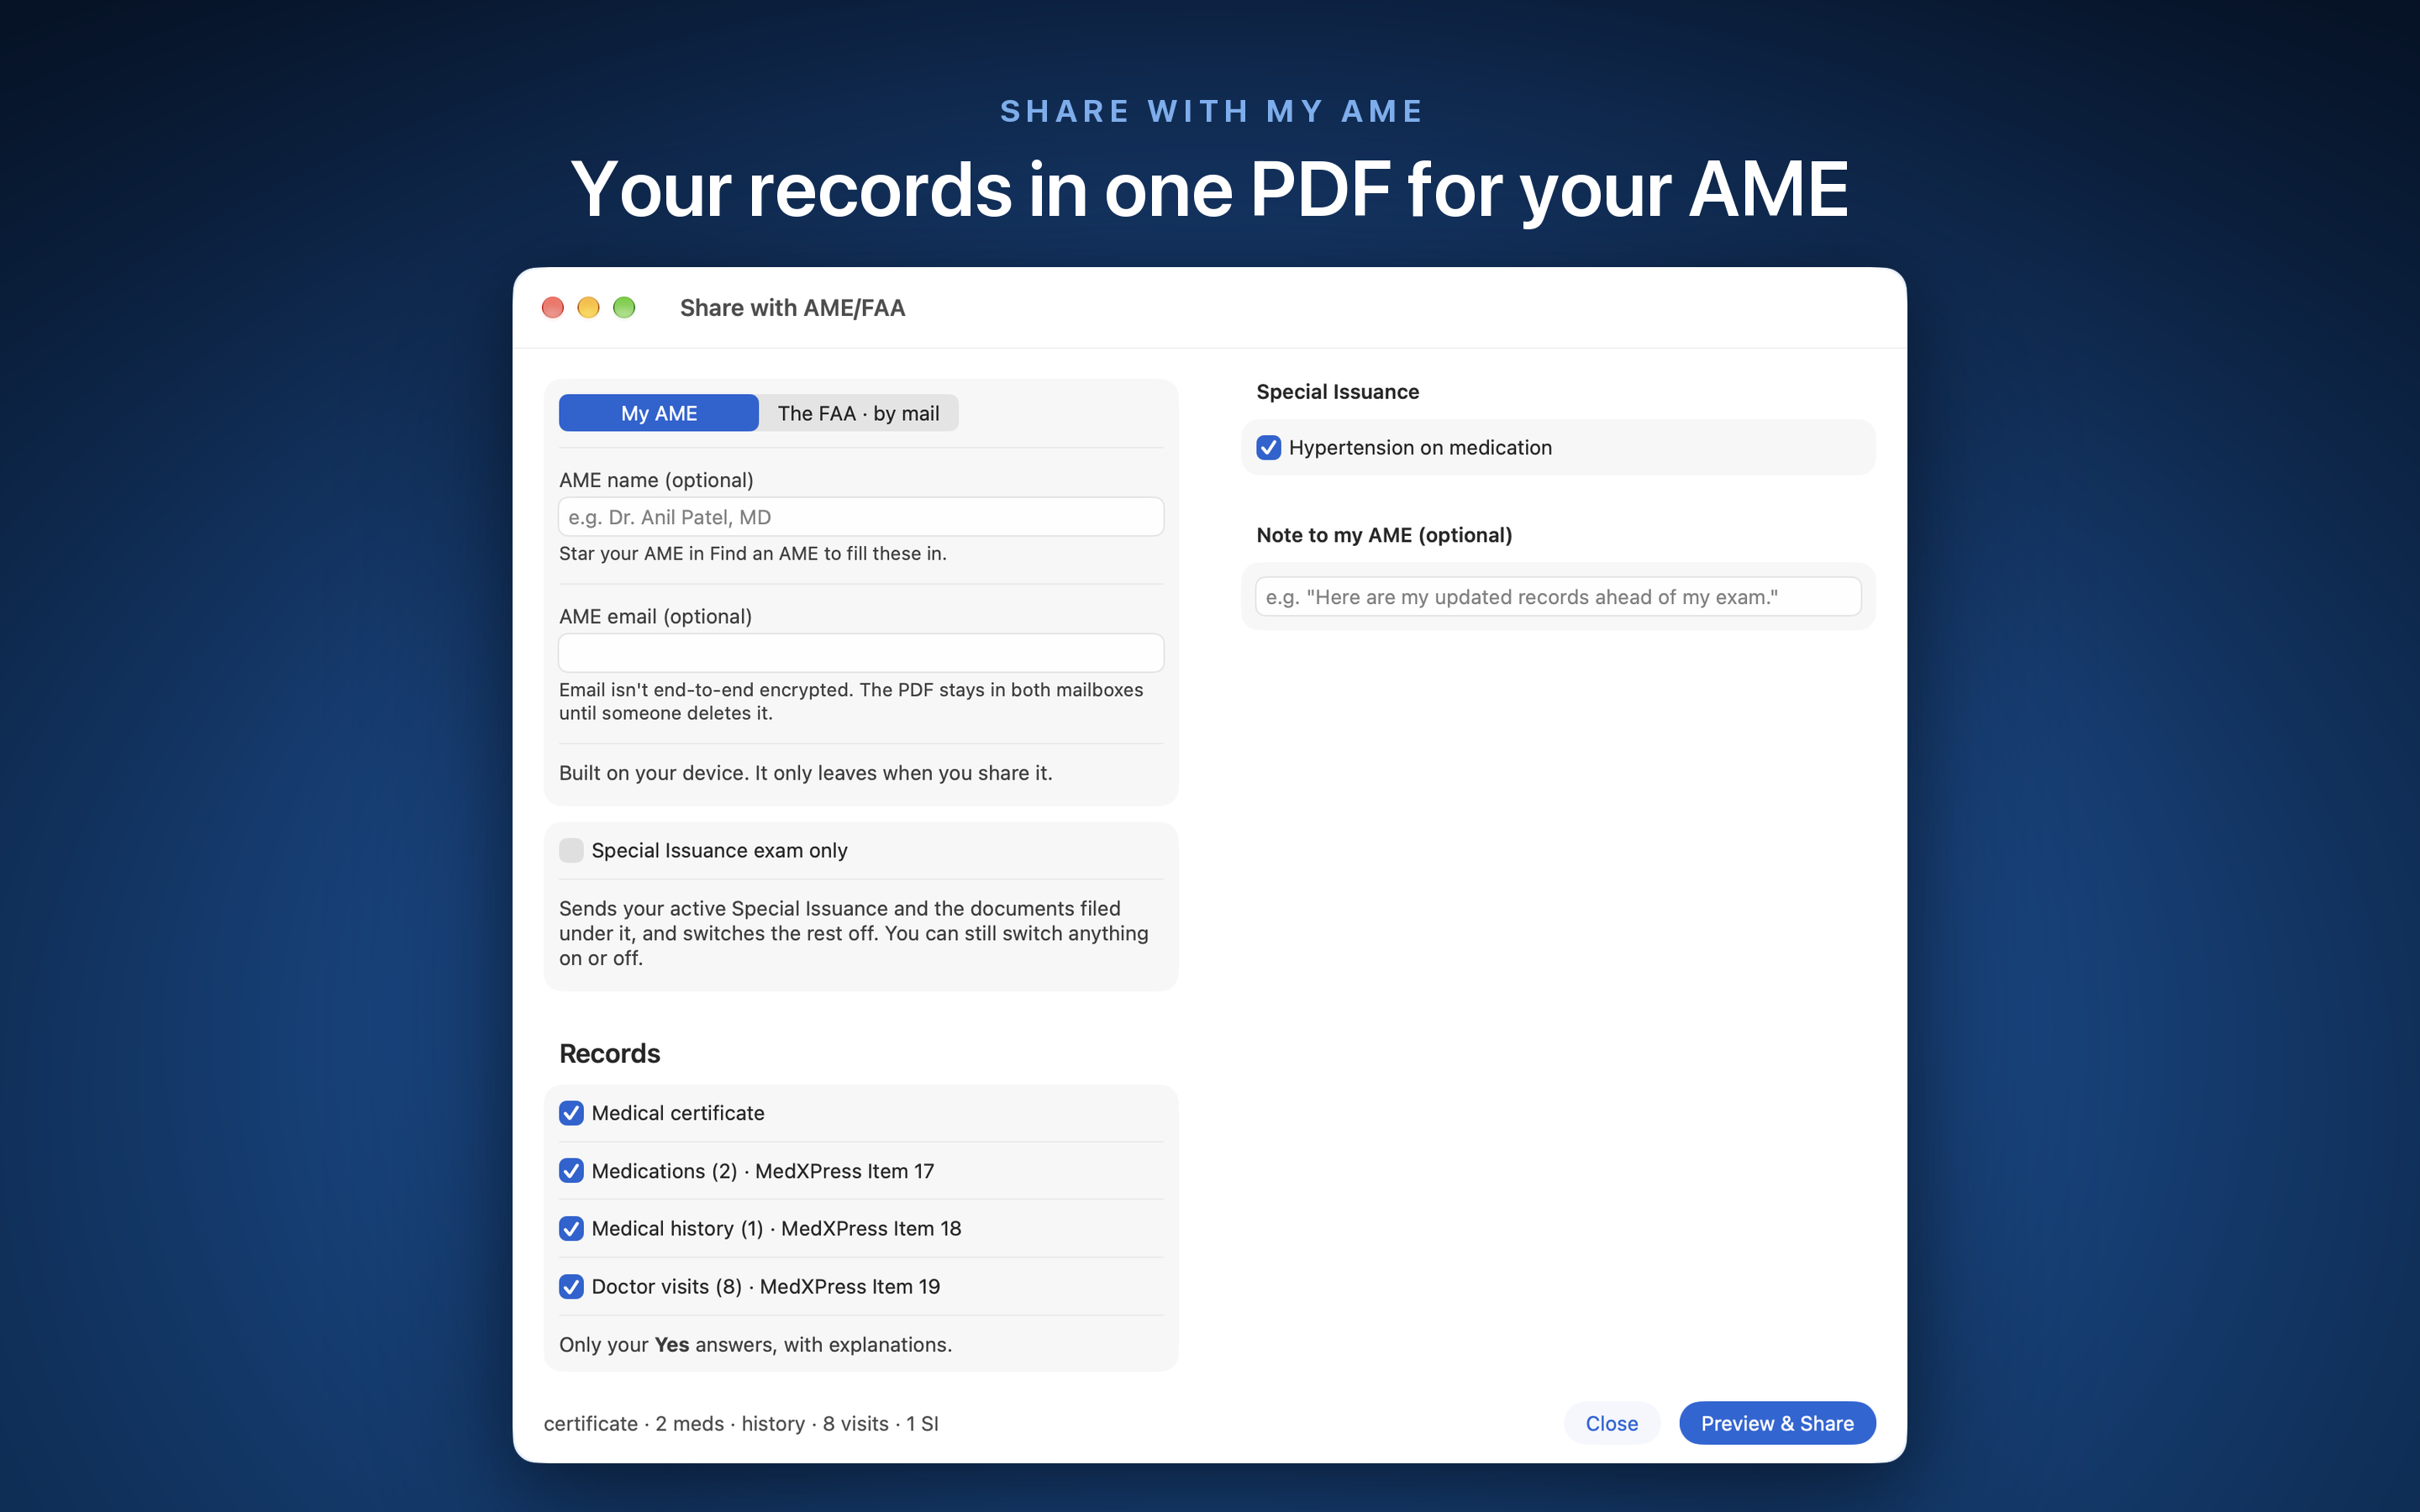 SHARE WITH MY AME
Your records in one PDF for your AME
Share with AME/FAA
My AME
The FAA · by mail
AME name (optional)
e.g. Dr. Anil Patel, MD
Star your AME in Find an AME to fill these in.
AME email (optional)
Email isn't end-to-end encrypted. The PDF stays in both mailboxes
until someone deletes it.
Built on your device. It only leaves when you share it.
Special Issuance exam only
Sends your active Special Issuance and the documents filed
under it, and switches the rest off. You can still switch anything
on or off.
Records
Medical certificate
Medications (2) · MedXPress Item 17
Medical history (1) · MedXPress Item 18
Doctor visits (8) · MedXPress Item 19
Only your Yes answers, with explanations.
Special Issuance
Hypertension on medication
Note to my AME (optional)
e.g. "Here are my updated records ahead of my exam."
certificate · 2 meds · history · 8 visits · 1 SI
Close
Preview & Share